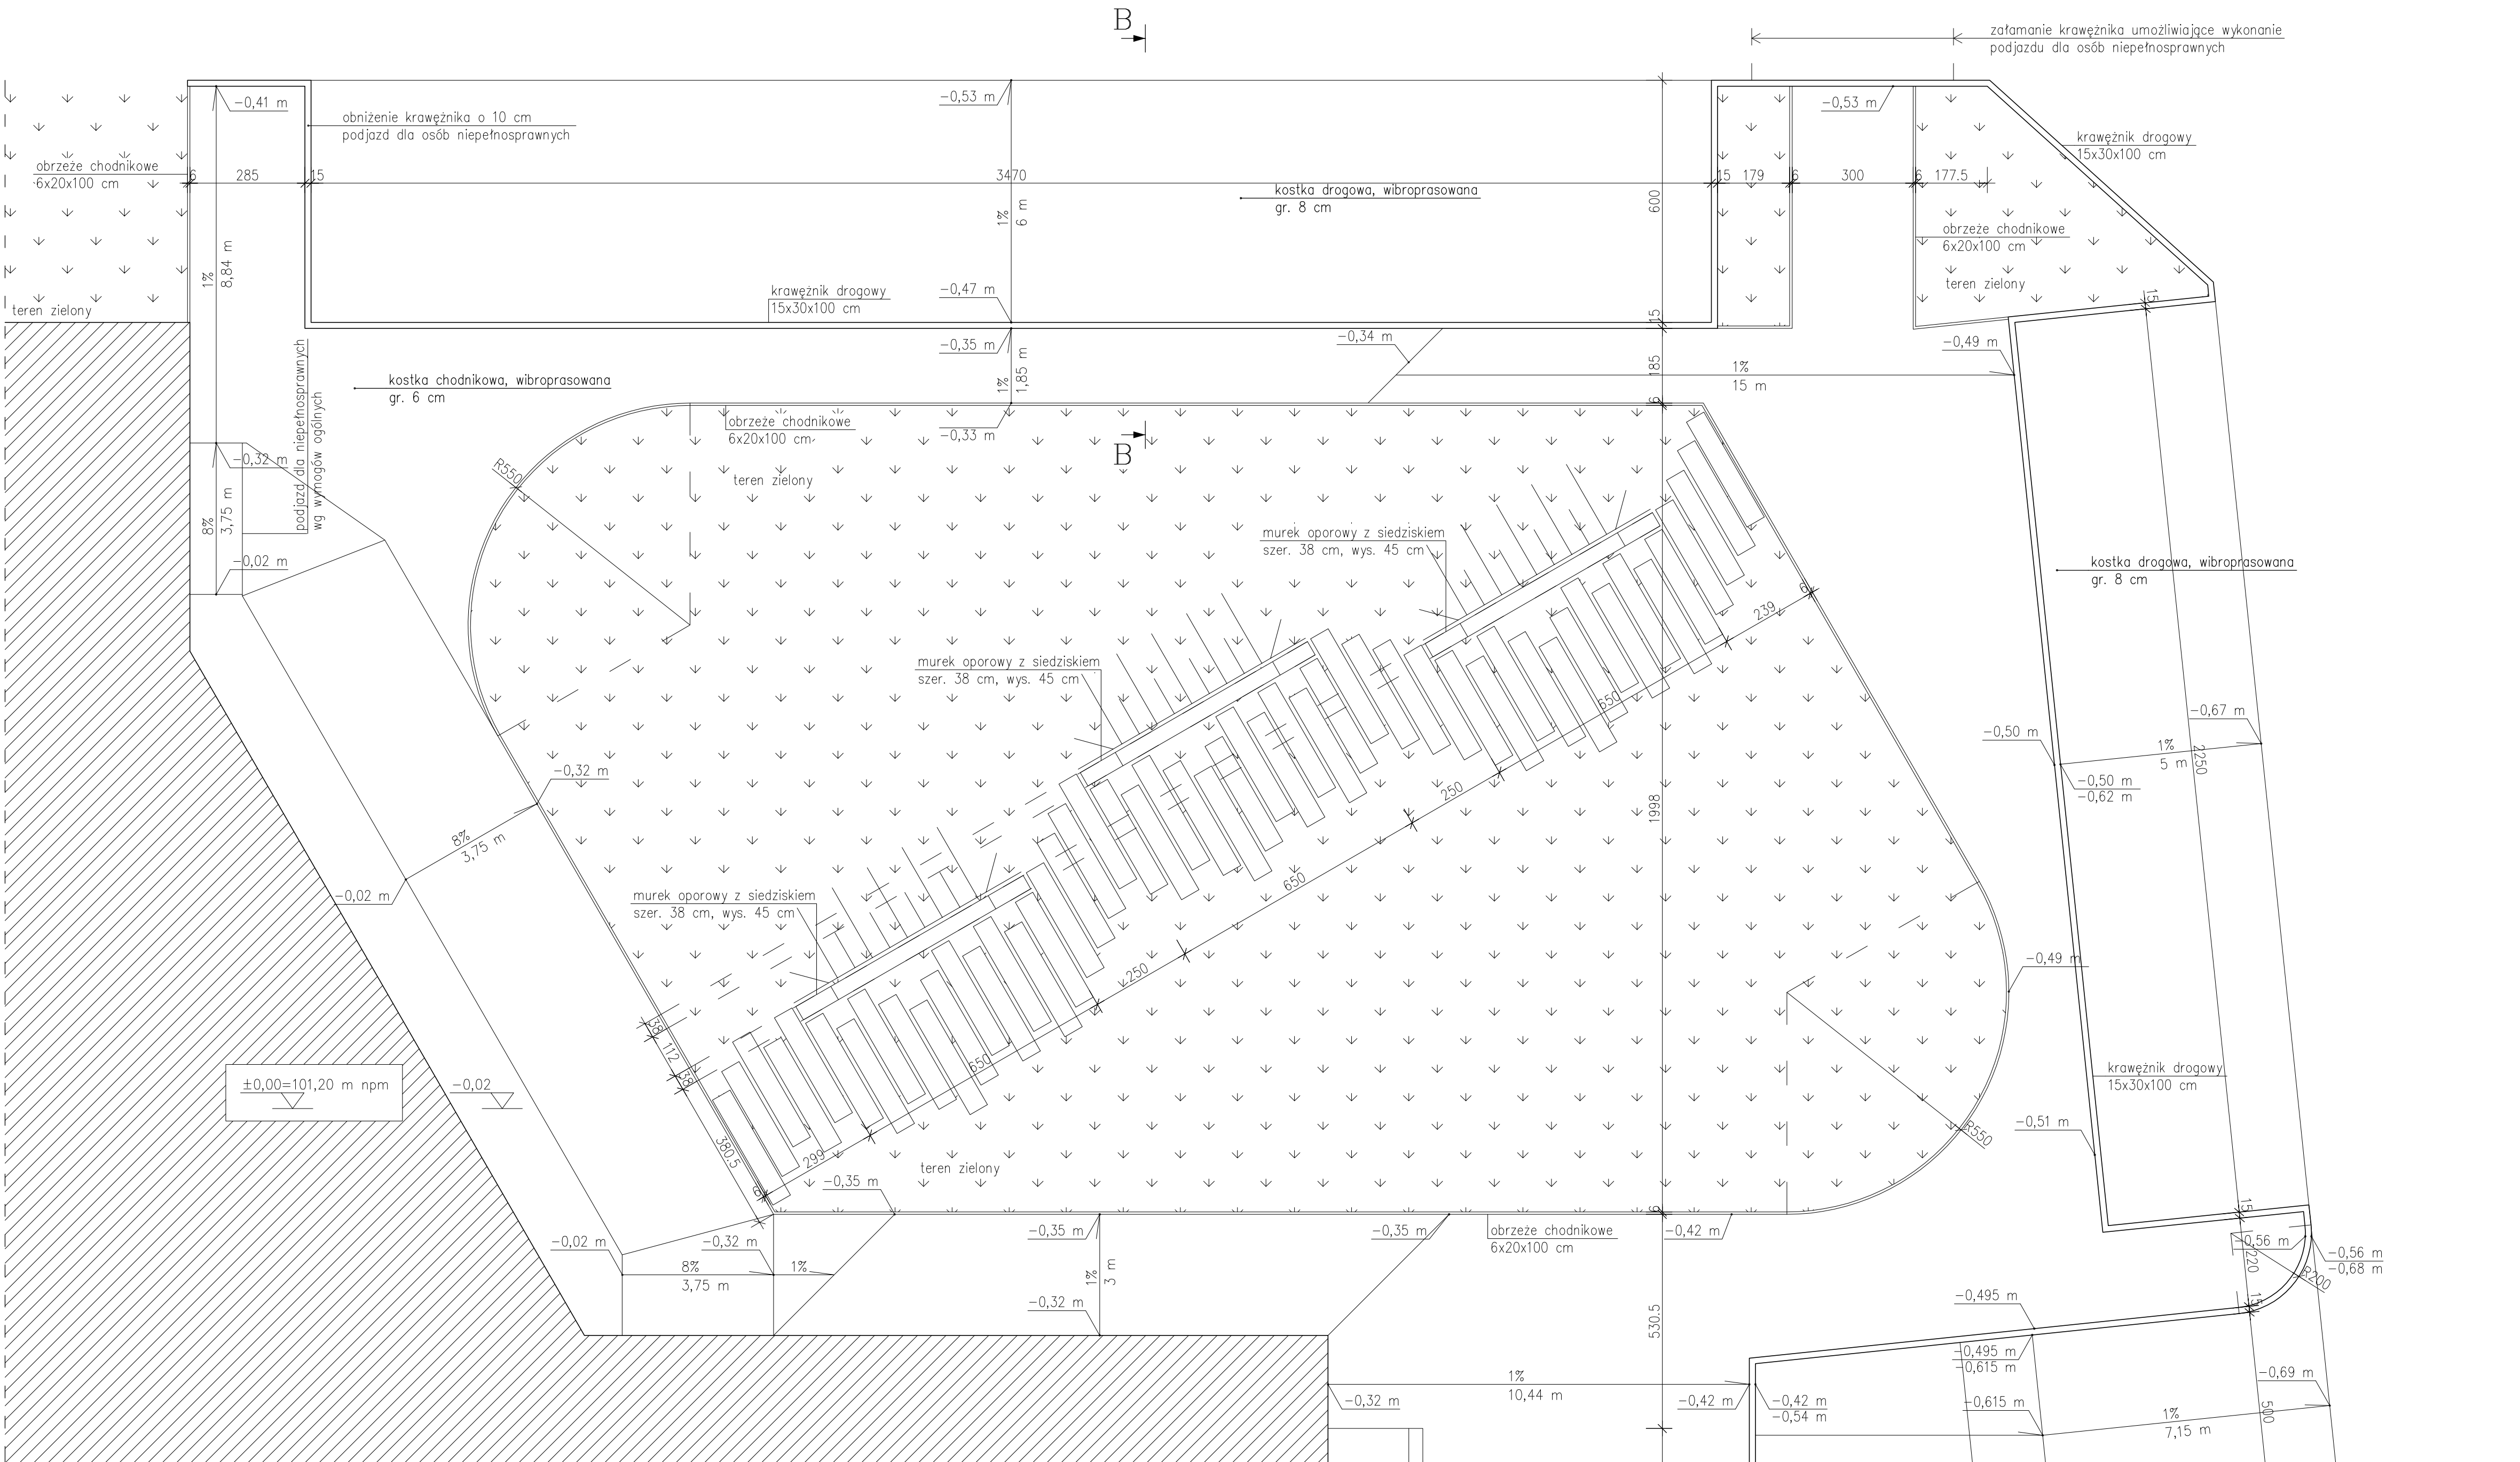 B
załamanie krawężnika umożliwiające wykonanie
podjazdu dla osób niepełnosprawnych
-0,41 m
obniżenie krawężnika o 10 cm
podjazd dla osób niepełnosprawnych
-0,53 m
-0,53 m
krawężnik drogowy
15x30x100 cm
obrzeże chodnikowe
6x20x100 cm
6
285
15
3470
15
179
6
300
6
177.5
kostka drogowa, wibroprasowana
gr. 8 cm
1%
6 m
600
obrzeże chodnikowe
6x20x100 cm
1%
8,84 m
teren zielony
teren zielony
krawężnik drogowy
15x30x100 cm
-0,47 m
15
15
-0,35 m
-0,34 m
-0,49 m
1%
1,85 m
185
1%
15 m
kostka chodnikowa, wibroprasowana
gr. 6 cm
podjazd dla niepełnosprawnych
wg wymogów ogólnych
6
obrzeże chodnikowe
6x20x100 cm
-0,33 m
B
-0,32 m
R550
teren zielony
8%
3,75 m
-0,02 m
murek oporowy z siedziskiem
szer. 38 cm, wys. 45 cm
kostka drogowa, wibroprasowana
gr. 8 cm
6
239
murek oporowy z siedziskiem
szer. 38 cm, wys. 45 cm
650
-0,67 m
-0,50 m
1%
5 m
2250
-0,32 m
-0,50 m
-0,62 m
250
1998
8%
3,75 m
-0,02 m
650
murek oporowy z siedziskiem
szer. 38 cm, wys. 45 cm
250
-0,49 m
38
112
38
650
±0,00=101,20 m npm
-0,02
krawężnik drogowy
15x30x100 cm
-0,51 m
R550
380.5
299
6
teren zielony
-0,35 m
6
15
-0,02 m
-0,32 m
-0,35 m
-0,35 m
obrzeże chodnikowe
6x20x100 cm
-0,42 m
-0,56 m
-0,56 m
-0,68 m
220
R200
8%
3,75 m
1%
1%
3 m
-0,32 m
530.5
15
-0,495 m
-0,495 m
-0,615 m
1%
10,44 m
-0,32 m
-0,42 m
-0,42 m
-0,54 m
-0,615 m
-0,69 m
1%
7,15 m
500